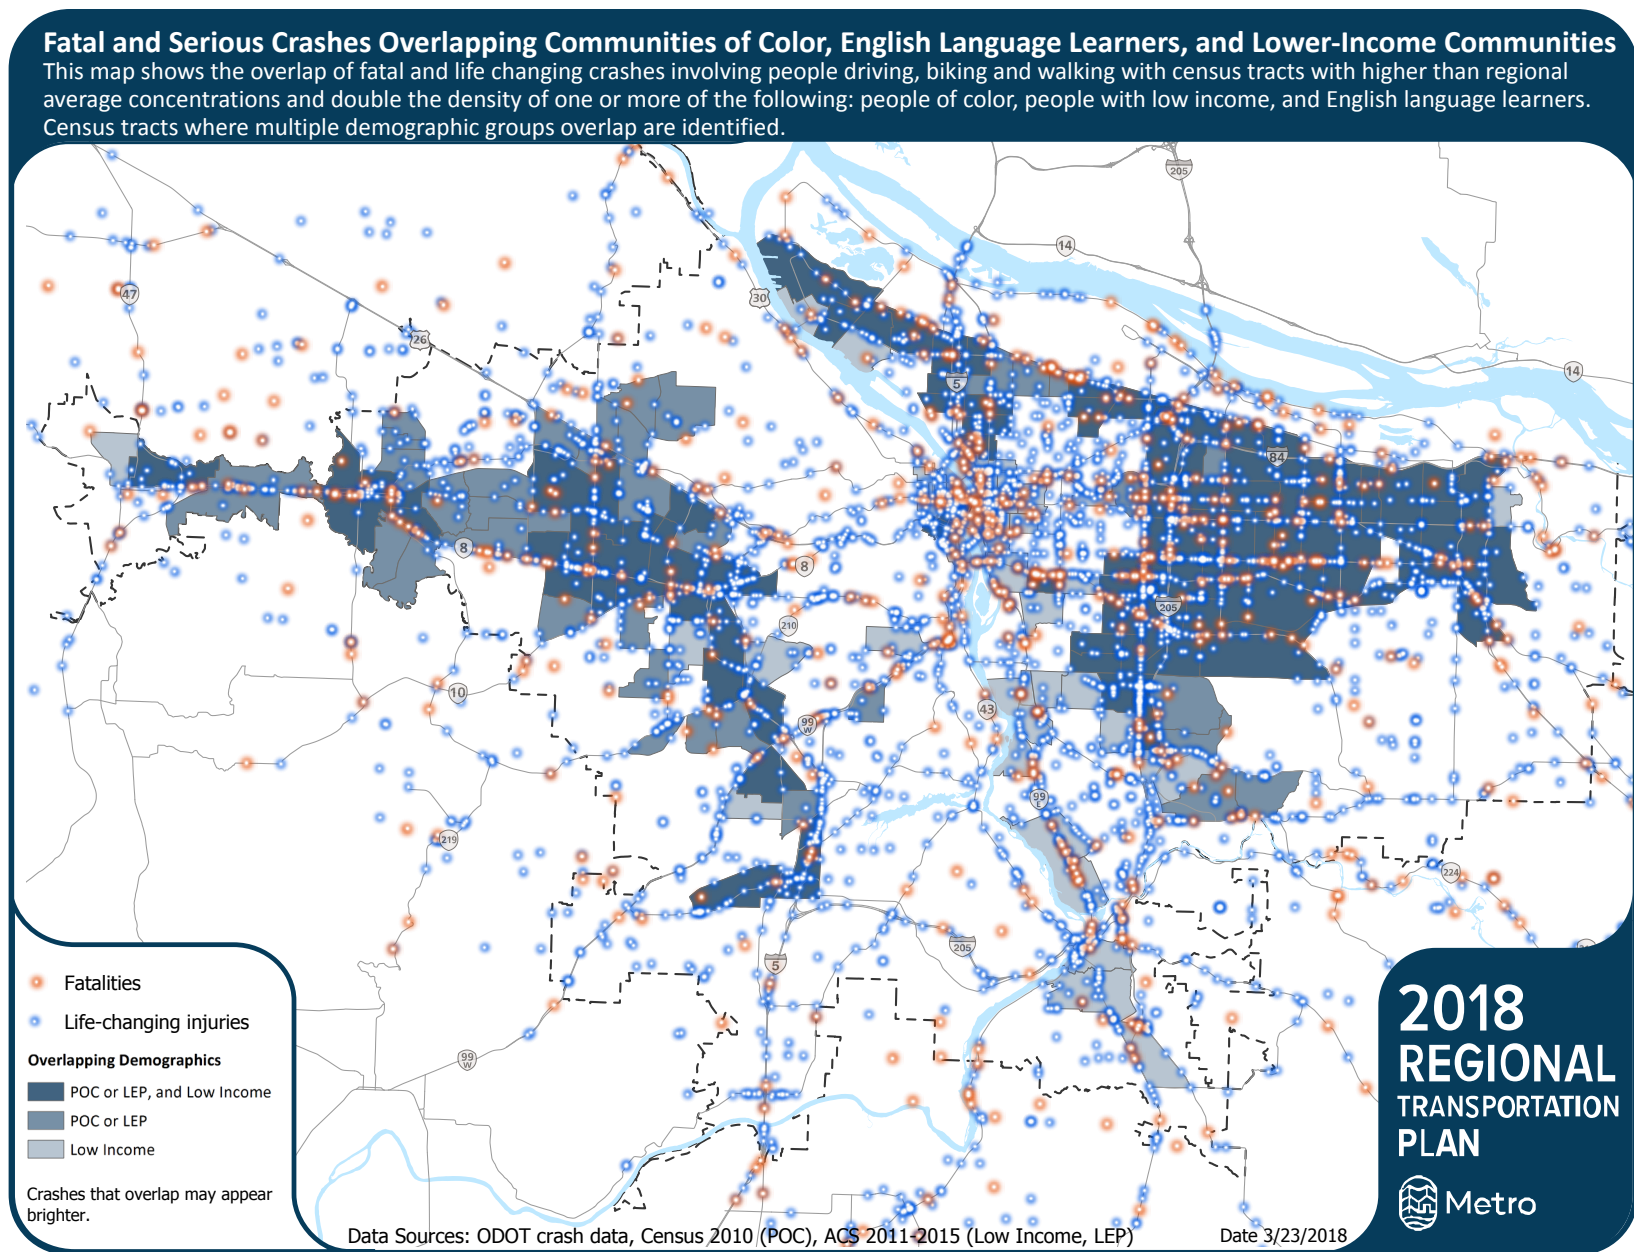 Fatal and Serious Crashes Overlapping Communities of Color, English Language Learners, and Lower-Income Communities
This map shows the overlap of fatal and life changing crashes involving people driving, biking and walking with census tracts with higher than regional
average concentrations and double the density of one or more of the following: people of color, people with low income, and English language learners.
Census tracts where multiple demographic groups overlap are identified.
205
14
47
30
26
14
5
84
8
8
205
210
10
43
99
W
99
E
219
224
205
5
99
W
Fatalities
Life-changing injuries
Overlapping Demographics
POC or LEP, and Low Income
POC or LEP
Low Income
Crashes that overlap may appear
brighter.
2018
REGIONAL
TRANSPORTATION
PLAN
Metro
Data Sources: ODOT crash data, Census 2010 (POC), ACS 2011-2015 (Low Income, LEP)
Date 3/23/2018